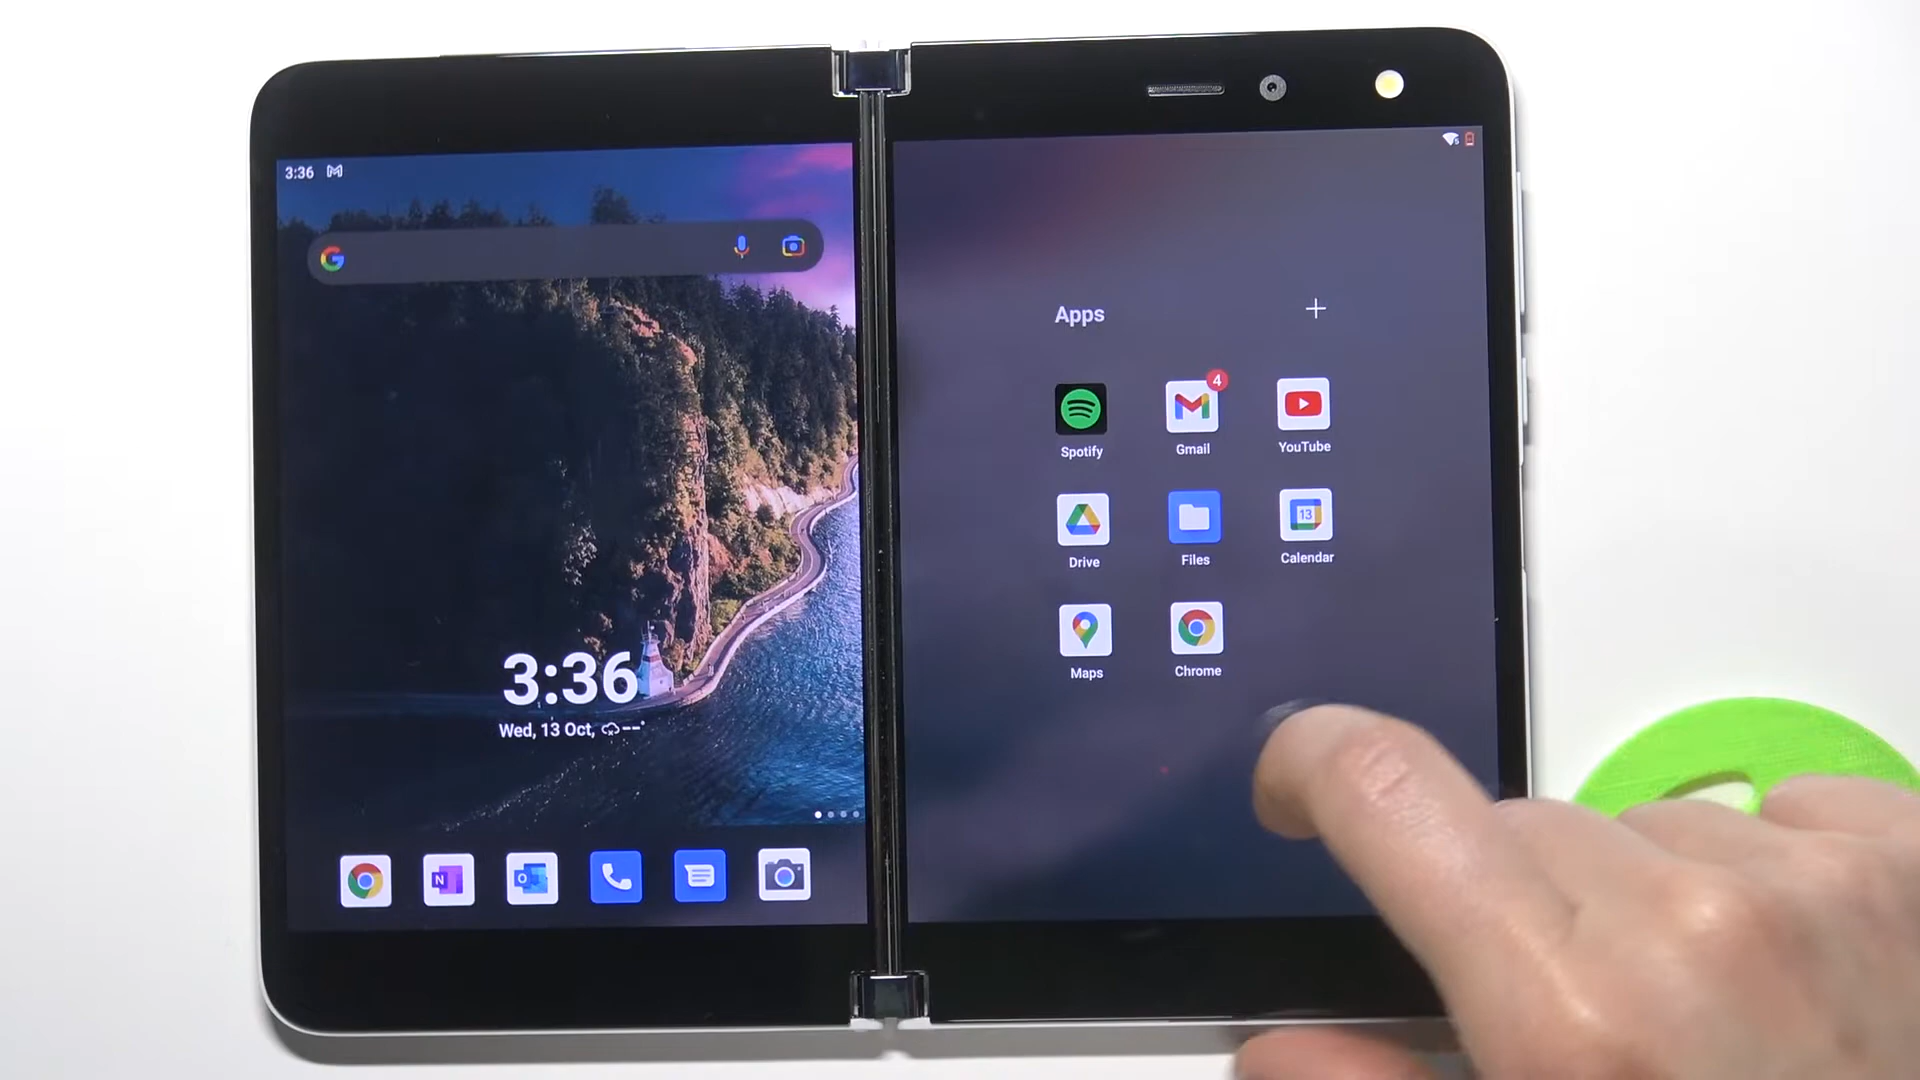 3:36
Apps
4
Spotify
Gmail
YouTube
13
Drive
Files
Calendar
Maps
Chrome
3:36
Wed, 13 Oct, --°
N
O